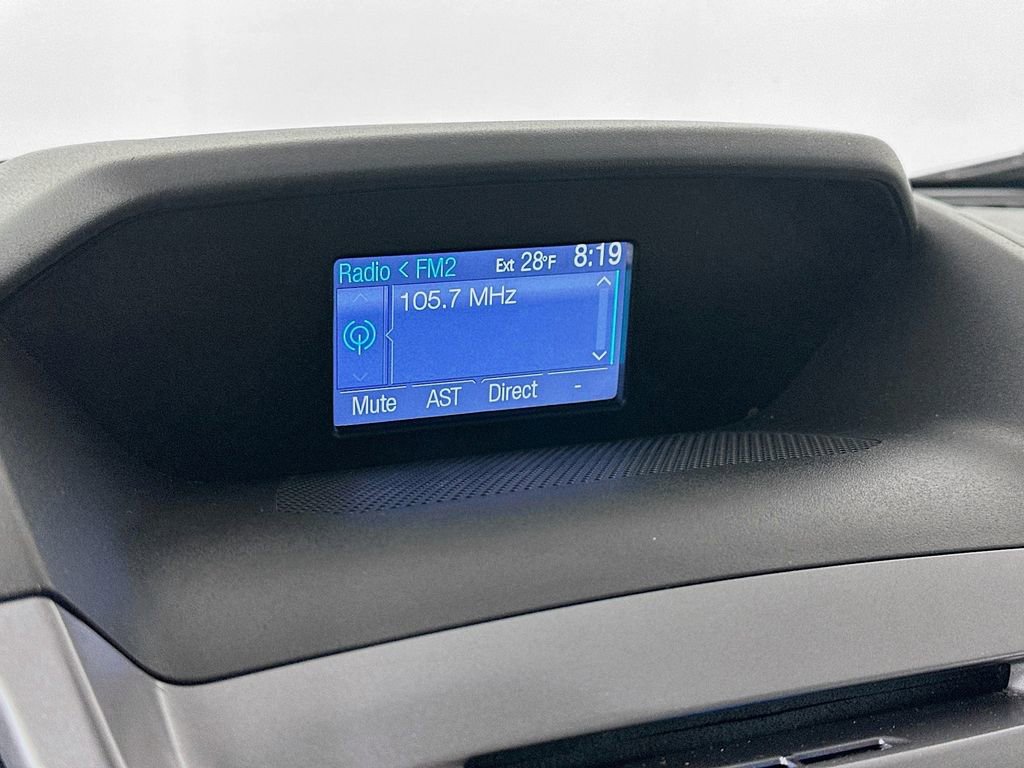 Radio < FM2 Ext 28°F 8:19
105.7 MHz
Mute AST Direct -